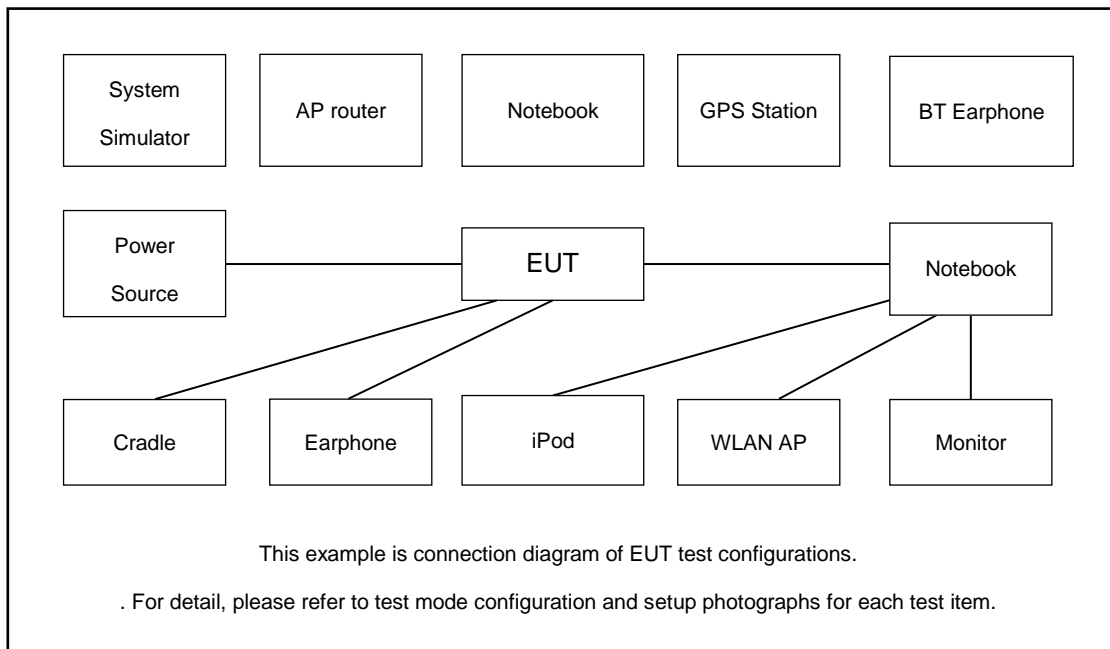 System
Simulator
AP router
Notebook
GPS Station
BT Earphone
Power
Source
EUT
Notebook
Cradle
Earphone
iPod
WLAN AP
Monitor
This example is connection diagram of EUT test configurations.
. For detail, please refer to test mode configuration and setup photographs for each test item.